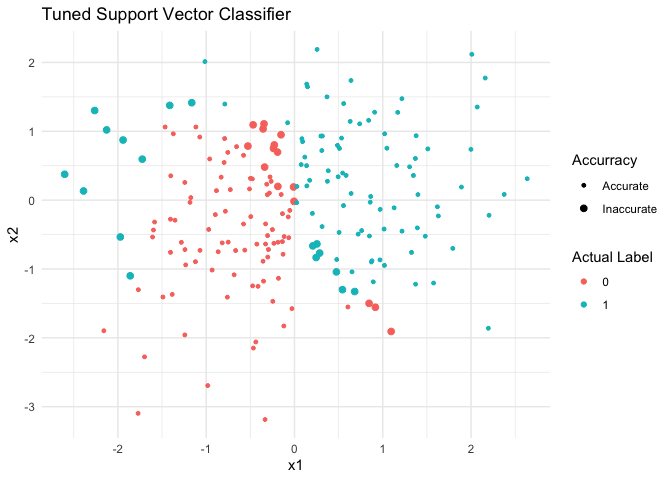 Tuned Support Vector Classifier
2
1
0
-1
-2
-3
x2
-2
-1
0
1
2
x1
Accurracy
Accurate
Inaccurate
Actual Label
0
1